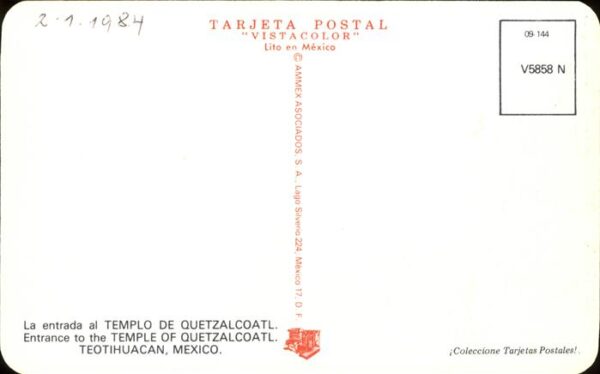 2.1.1984
TARJETA POSTAL
"VISTACOLOR"
Lito en México
09-144
V5858 N
© AMMEX ASOCIADOS, S. A., Lago Silverio 224, México 17, D. F.
La entrada al TEMPLO DE QUETZALCOATL.
Entrance to the TEMPLE OF QUETZALCOATL.
TEOTIHUACAN, MEXICO.
¡Coleccione Tarjetas Postales!